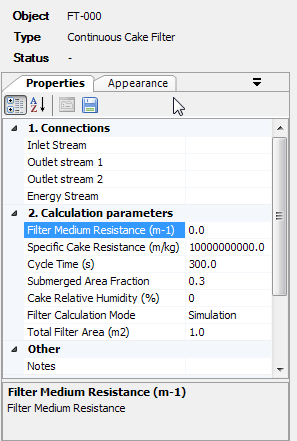 Object FT-000
Type Continuous Cake Filter
Status -
Properties Appearance
1. Connections
Inlet Stream
Outlet stream 1
Outlet stream 2
Energy Stream
2. Calculation parameters
Filter Medium Resistance (m-1) 0.0
Specific Cake Resistance (m/kg) 10000000000.0
Cycle Time (s) 300.0
Submerged Area Fraction 0.3
Cake Relative Humidity (%) 0
Filter Calculation Mode Simulation
Total Filter Area (m2) 1.0
Other
Notes
Filter Medium Resistance (m-1)
Filter Medium Resistance